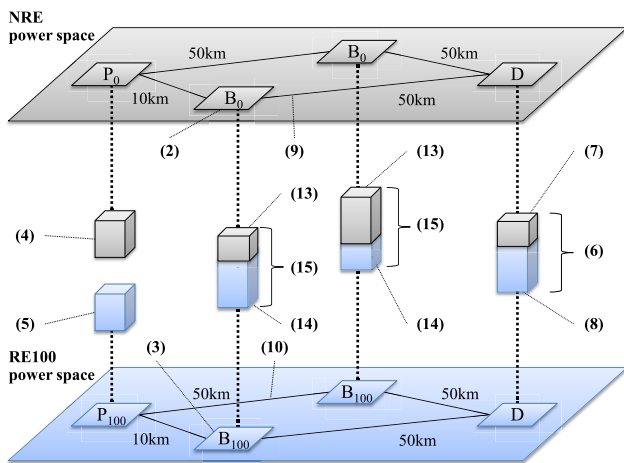 NRE
power space
50km
B0
50km
P0
D
10km
B0
50km
(2)
(9)
(13)
(7)
(13)
(4)
(15)
(15)
(6)
(5)
(14)
(14)
(8)
(3)
(10)
RE100
power space
50km
B100
50km
P100
D
10km
B100
50km